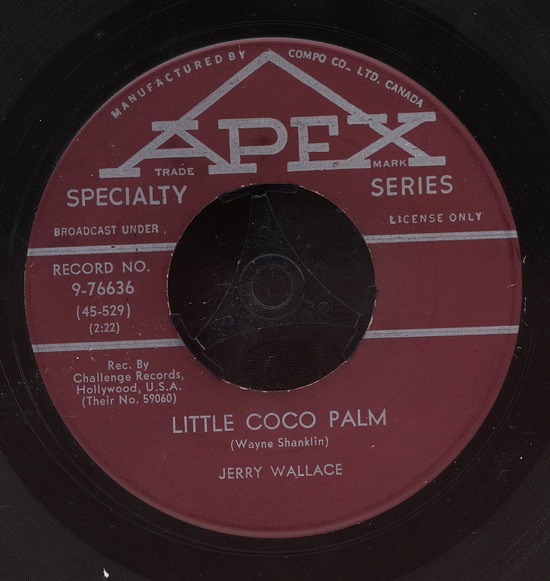 MANUFACTURED BY COMPO CO., LTD. CANADA
APEX
TRADE MARK
SPECIALTY SERIES
BROADCAST UNDER LICENSE ONLY
RECORD NO.
9-76636
(45-529)
(2:22)
Rec. By
Challenge Records,
Hollywood, U.S.A.
(Their No. 59060)
LITTLE COCO PALM
(Wayne Shanklin)
JERRY WALLACE